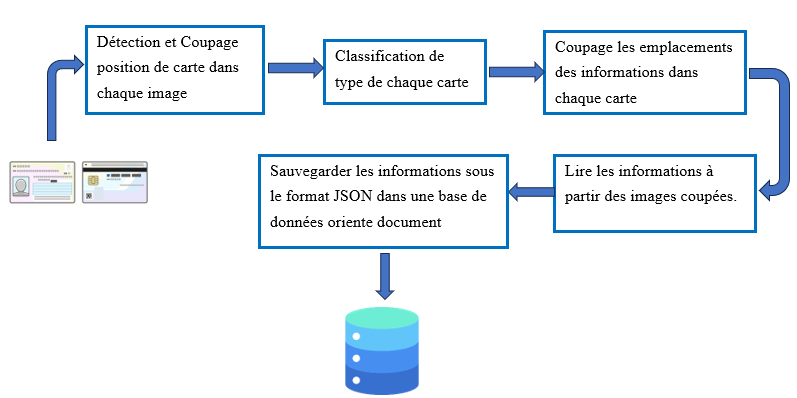 Détection et Coupage
position de carte dans
chaque image
Classification de
type de chaque carte
Coupage les emplacements
des informations dans
chaque carte
Lire les informations à
partir des images coupées.
Sauvegarder les informations sous
le format JSON dans une base de
données oriente document